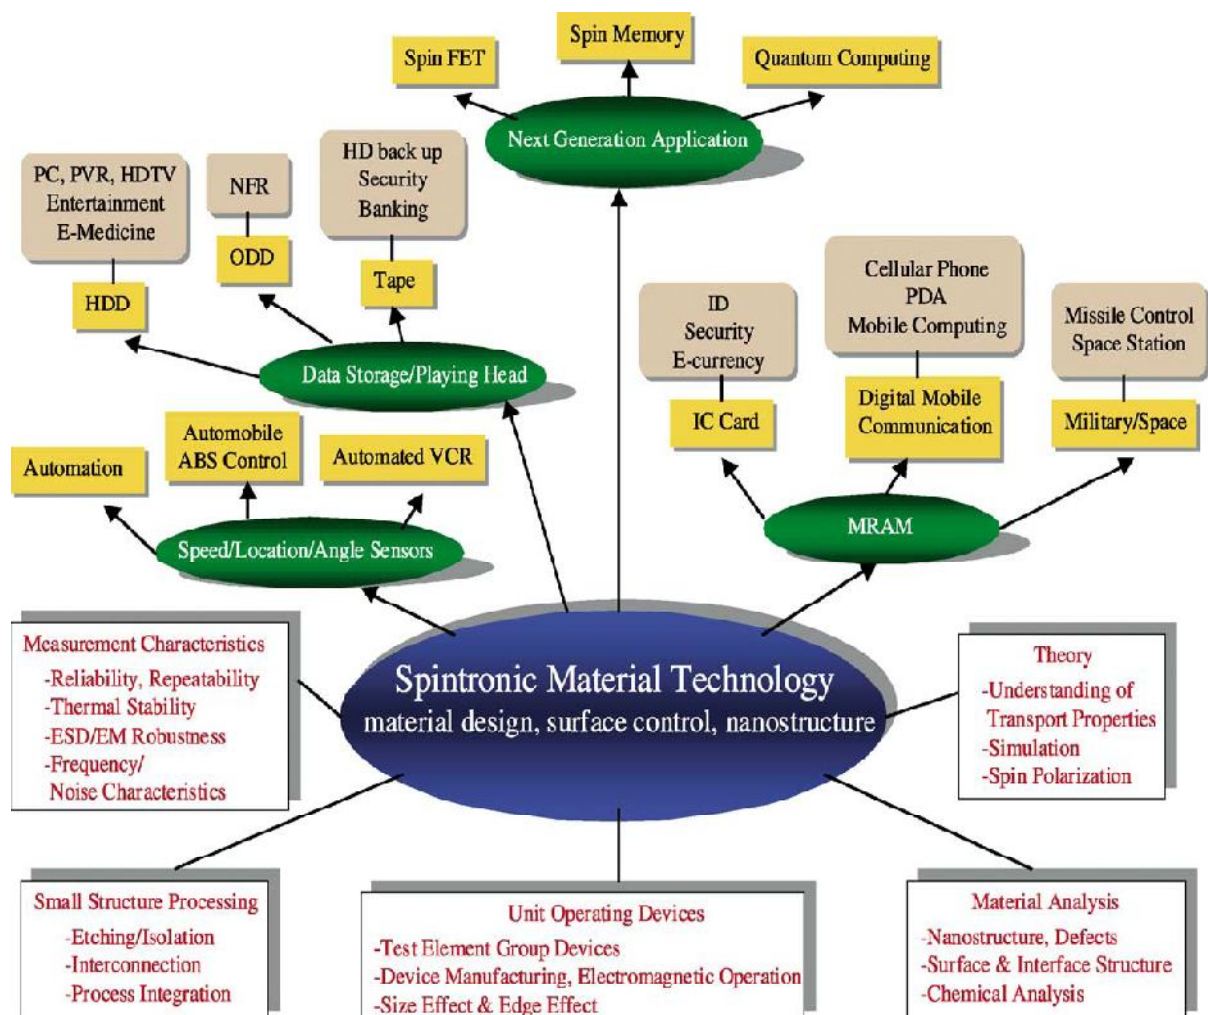 Spin Memory
Spin FET
Quantum Computing
Next Generation Application
PC, PVR, HDTV
Entertainment
E-Medicine
NFR
HD back up
Security
Banking
HDD
ODD
Tape
Data Storage/Playing Head
ID
Security
E-currency
Cellular Phone
PDA
Mobile Computing
Missile Control
Space Station
IC Card
Digital Mobile
Communication
Military/Space
MRAM
Automation
Automobile
ABS Control
Automated VCR
Speed/Location/Angle Sensors
Spintronic Material Technology
material design, surface control, nanostructure
Measurement Characteristics
-Reliability, Repeatability
-Thermal Stability
-ESD/EM Robustness
-Frequency/
Noise Characteristics
Theory
-Understanding of
Transport Properties
-Simulation
-Spin Polarization
Small Structure Processing
-Etching/Isolation
-Interconnection
-Process Integration
Unit Operating Devices
-Test Element Group Devices
-Device Manufacturing, Electromagnetic Operation
-Size Effect & Edge Effect
Material Analysis
-Nanostructure, Defects
-Surface & Interface Structure
-Chemical Analysis